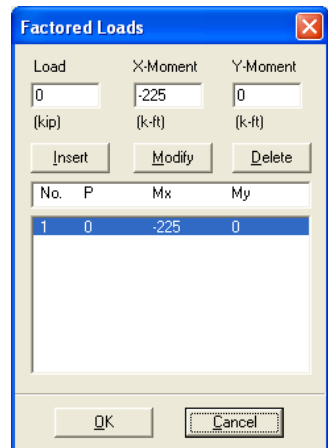 Factored Loads
Load X-Moment Y-Moment
0 -225 0
(kip) (k-ft) (k-ft)
Insert Modify Delete
No. P Mx My
1 0 -225 0
OK Cancel